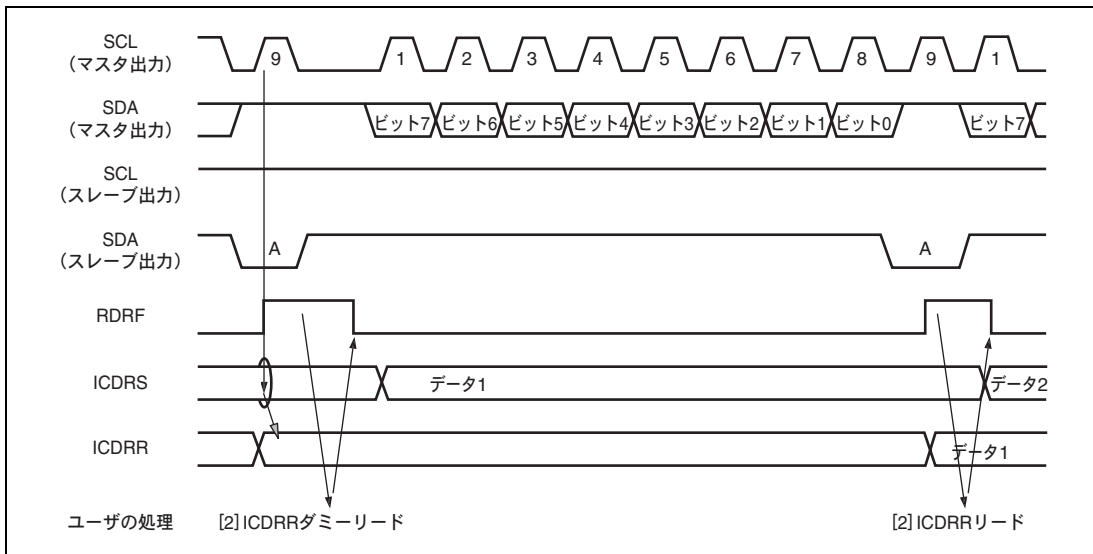 SCL
（マスタ出力）
9 1 2 3 4 5 6 7 8 9 1
SDA
（マスタ出力）
ビット7 ビット6 ビット5 ビット4 ビット3 ビット2 ビット1 ビット0 ビット7
SCL
（スレーブ出力）
SDA
（スレーブ出力）
A A
RDRF
ICDRS
データ1 データ2
ICDRR
データ1
ユーザの処理 [2] ICDRRダミーリード [2] ICDRRリード